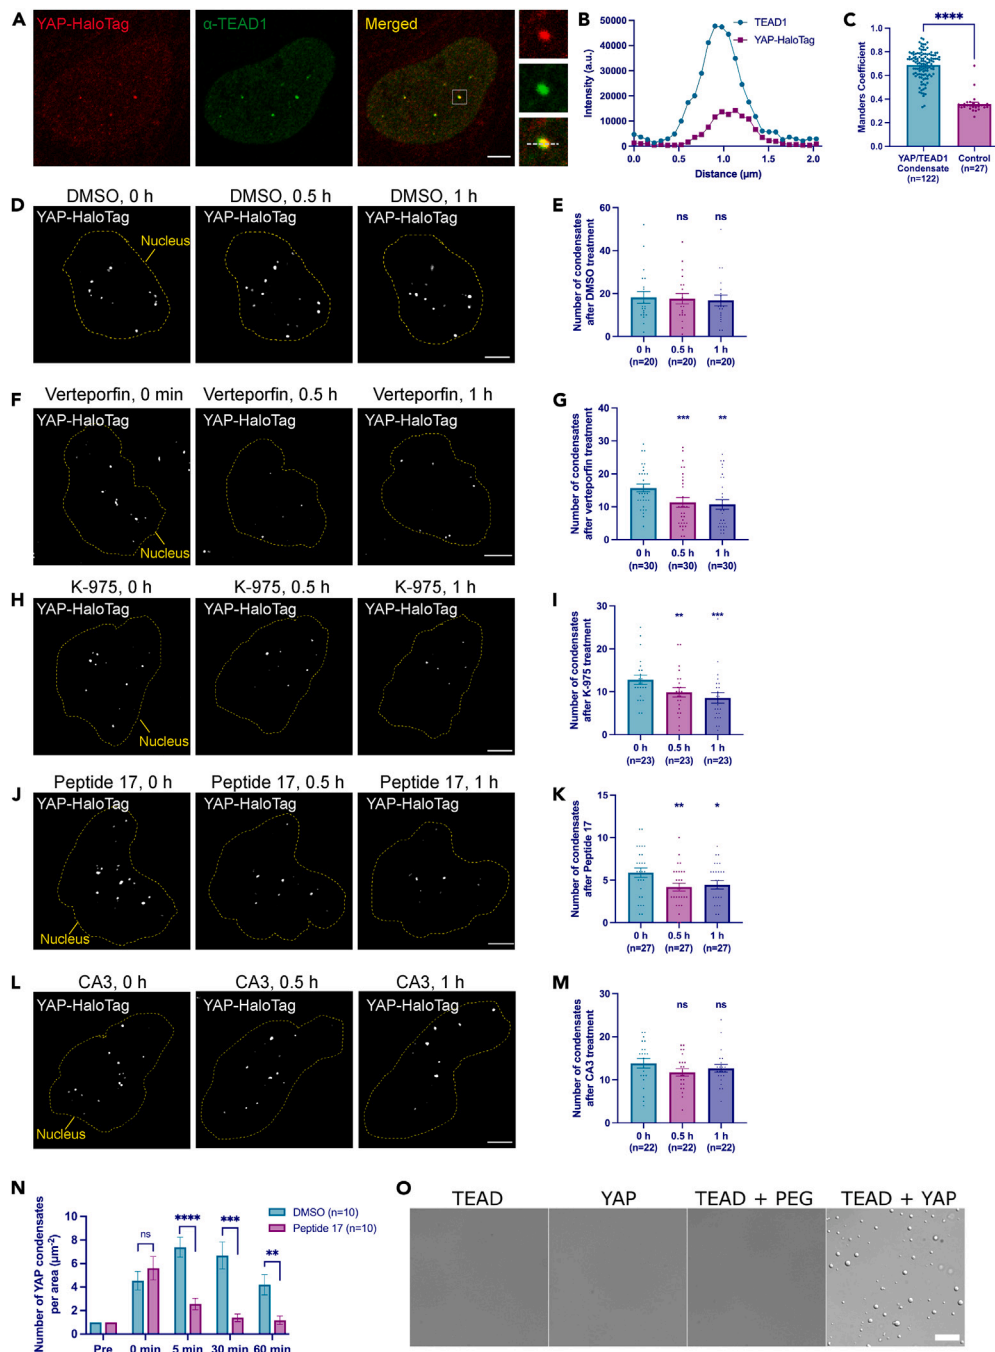 A
YAP-HaloTag
α-TEAD1
Merged
B
Intensity (a.u.)
50000
40000
30000
20000
10000
0
0.0
0.5
1.0
1.5
2.0
Distance (µm)
TEAD1
YAP-HaloTag
C
Manders Coefficient
****
1.0
0.8
0.6
0.4
0.2
0.0
YAP/TEAD1
Condensate
(n=122)
Control
(n=27)
D
DMSO, 0 h
DMSO, 0.5 h
DMSO, 1 h
YAP-HaloTag
YAP-HaloTag
YAP-HaloTag
Nucleus
E
Number of condensates
after DMSO treatment
60
40
20
0
ns
ns
0 h
(n=20)
0.5 h
(n=20)
1 h
(n=20)
F
Verteporfin, 0 min
Verteporfin, 0.5 h
Verteporfin, 1 h
YAP-HaloTag
YAP-HaloTag
YAP-HaloTag
Nucleus
G
Number of condensates
after verteporfin treatment
40
30
20
10
0
***
**
0 h
(n=30)
0.5 h
(n=30)
1 h
(n=30)
H
K-975, 0 h
K-975, 0.5 h
K-975, 1 h
YAP-HaloTag
YAP-HaloTag
YAP-HaloTag
Nucleus
I
Number of condensates
after K-975 treatment
30
20
10
0
**
***
0 h
(n=23)
0.5 h
(n=23)
1 h
(n=23)
J
Peptide 17, 0 h
Peptide 17, 0.5 h
Peptide 17, 1 h
YAP-HaloTag
YAP-HaloTag
YAP-HaloTag
Nucleus
K
Number of condensates
after Peptide 17
15
10
5
0
**
*
0 h
(n=27)
0.5 h
(n=27)
1 h
(n=27)
L
CA3, 0 h
CA3, 0.5 h
CA3, 1 h
YAP-HaloTag
YAP-HaloTag
YAP-HaloTag
Nucleus
M
Number of condensates
after CA3 treatment
30
20
10
0
ns
ns
0 h
(n=22)
0.5 h
(n=22)
1 h
(n=22)
N
Number of YAP condensates
per area (µm⁻²)
10
8
6
4
2
0
ns
****
***
**
DMSO (n=10)
Peptide 17 (n=10)
Pre
0 min
5 min
30 min
60 min
O
TEAD
YAP
TEAD + PEG
TEAD + YAP